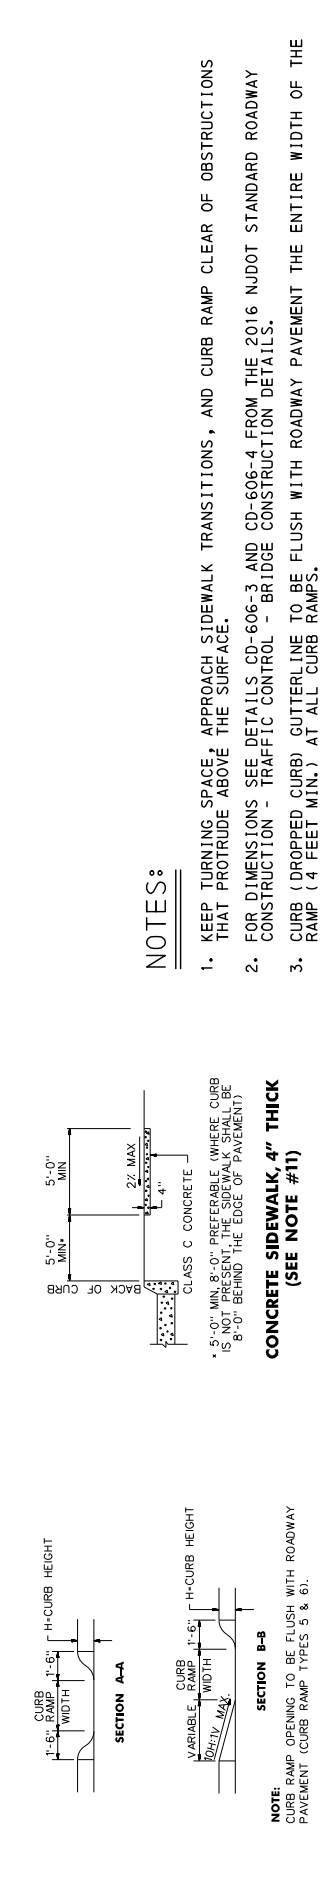 1'-6"
CURB
RAMP
WIDTH
1'-6"
H=CURB HEIGHT
SECTION A-A
VARIABLE
CURB
RAMP
WIDTH
1'-6"
H=CURB HEIGHT
10H:1V MAX.
SECTION B-B
NOTE:
CURB RAMP OPENING TO BE FLUSH WITH ROADWAY
PAVEMENT (CURB RAMP TYPES 5 & 6).
5'-0"
MIN*
5'-0"
MIN
BACK OF CURB
2% MAX
4"
CLASS C CONCRETE
* 5'-0" MIN, 8'-0" PREFERABLE (WHERE CURB
IS NOT PRESENT, THE SIDEWALK SHALL BE
8'-0" BEHIND THE EDGE OF PAVEMENT)
CONCRETE SIDEWALK, 4" THICK
(SEE NOTE #11)
NOTES:
1. KEEP TURNING SPACE, APPROACH SIDEWALK TRANSITIONS, AND CURB RAMP CLEAR OF OBSTRUCTIONS
THAT PROTRUDE ABOVE THE SURFACE.
2. FOR DIMENSIONS SEE DETAILS CD-606-3 AND CD-606-4 FROM THE 2016 NJDOT STANDARD ROADWAY
CONSTRUCTION - TRAFFIC CONTROL - BRIDGE CONSTRUCTION DETAILS.
3. CURB (DROPPED CURB) GUTTERLINE TO BE FLUSH WITH ROADWAY PAVEMENT THE ENTIRE WIDTH OF THE
RAMP (4 FEET MIN.) AT ALL CURB RAMPS.